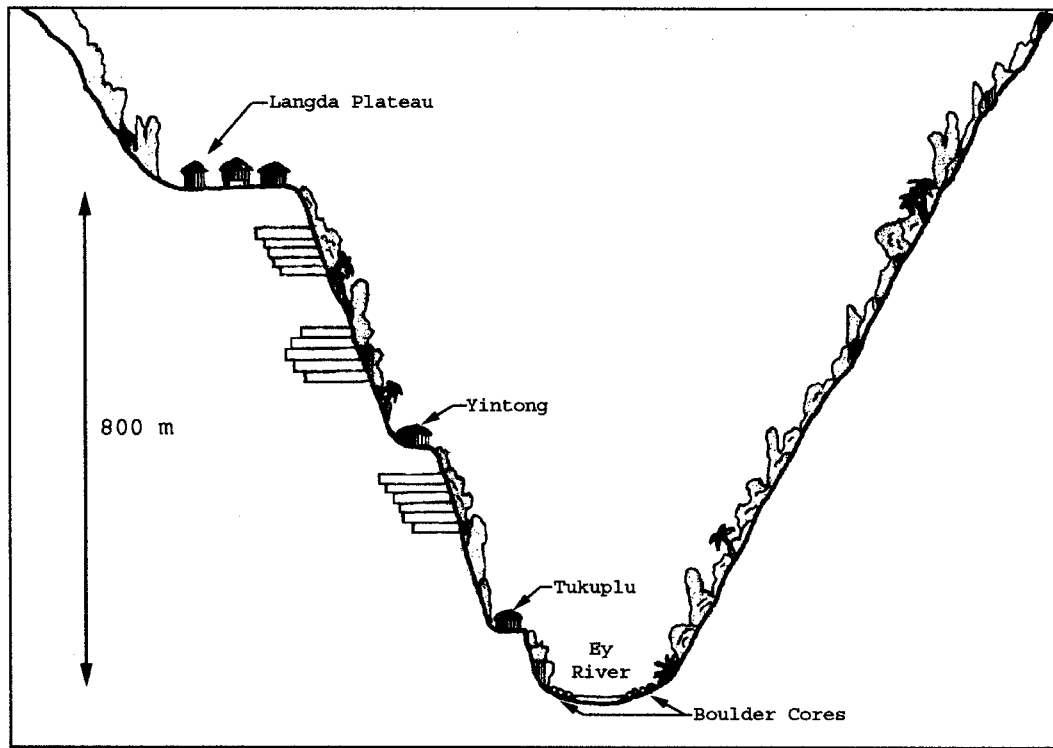 Langda Plateau
800 m
Yintong
Tukuplu
Ey
River
Boulder Cores